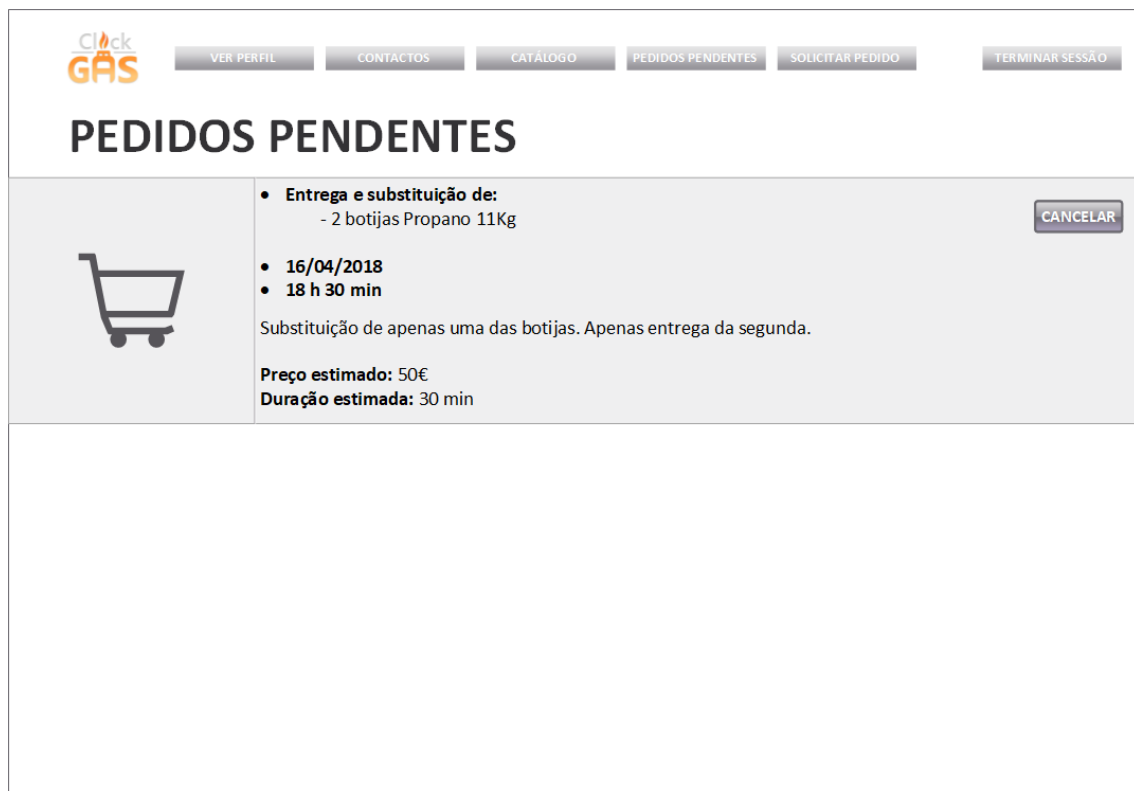 Click
GAS
VER PERFIL
CONTACTOS
CATÁLOGO
PEDIDOS PENDENTES
SOLICITAR PEDIDO
TERMINAR SESSÃO
PEDIDOS PENDENTES
• Entrega e substituição de:
- 2 botijas Propano 11Kg
CANCELAR
• 16/04/2018
• 18 h 30 min
Substituição de apenas uma das botijas. Apenas entrega da segunda.
Preço estimado: 50€
Duração estimada: 30 min